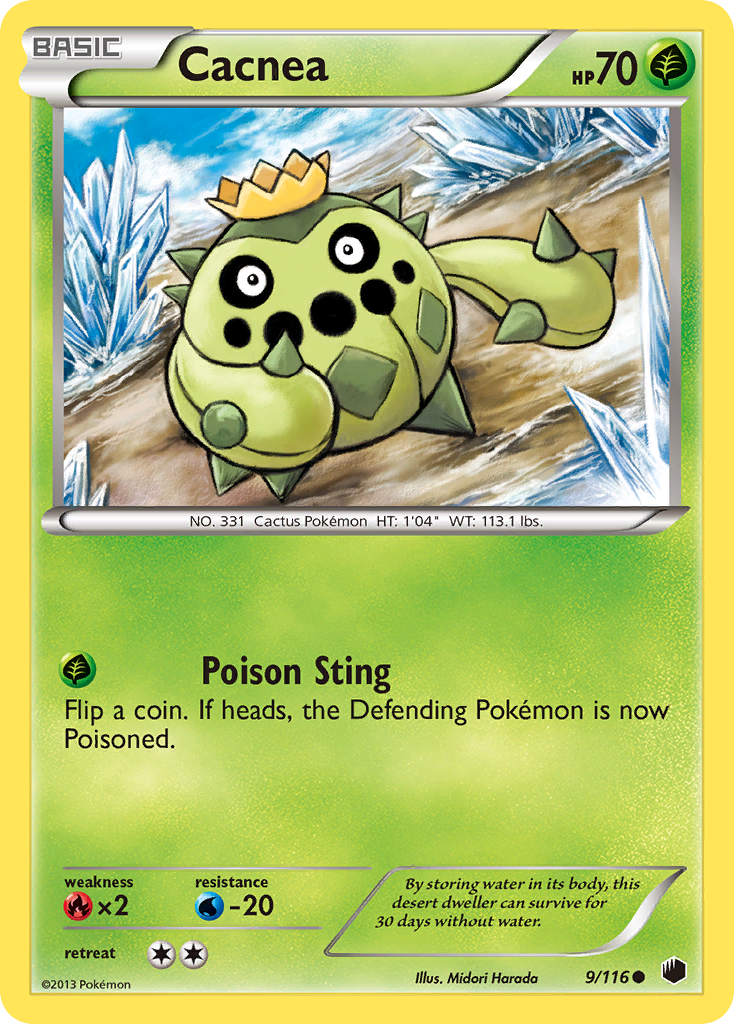 BASIC
Cacnea
HP70
NO. 331 Cactus Pokémon HT: 1'04" WT: 113.1 lbs.
Poison Sting
Flip a coin. If heads, the Defending Pokémon is now
Poisoned.
weakness
×2
resistance
-20
By storing water in its body, this
desert dweller can survive for
30 days without water.
retreat
©2013 Pokémon
Illus. Midori Harada
9/116